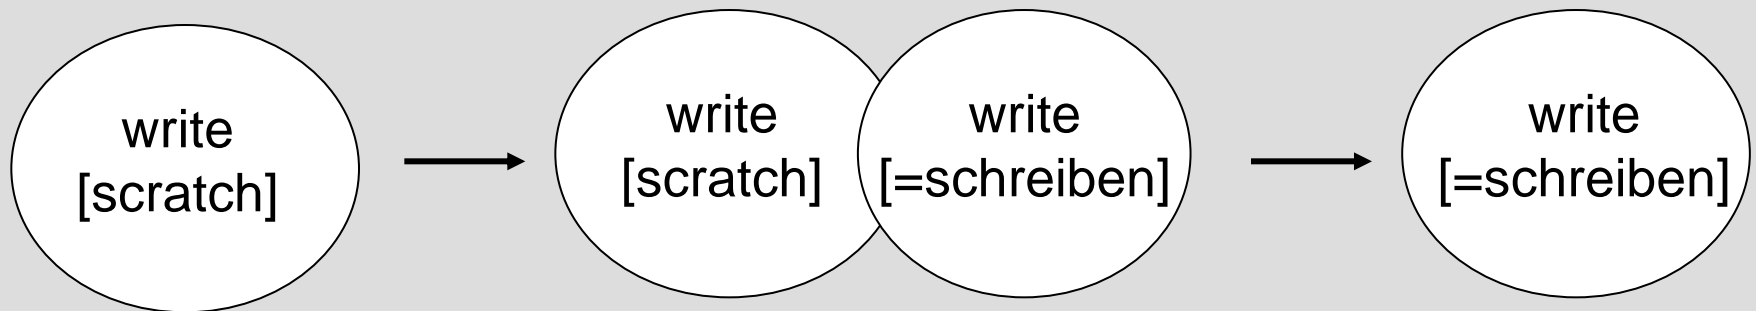 write
[scratch]
write
[scratch]
write
[=schreiben]
write
[=schreiben]